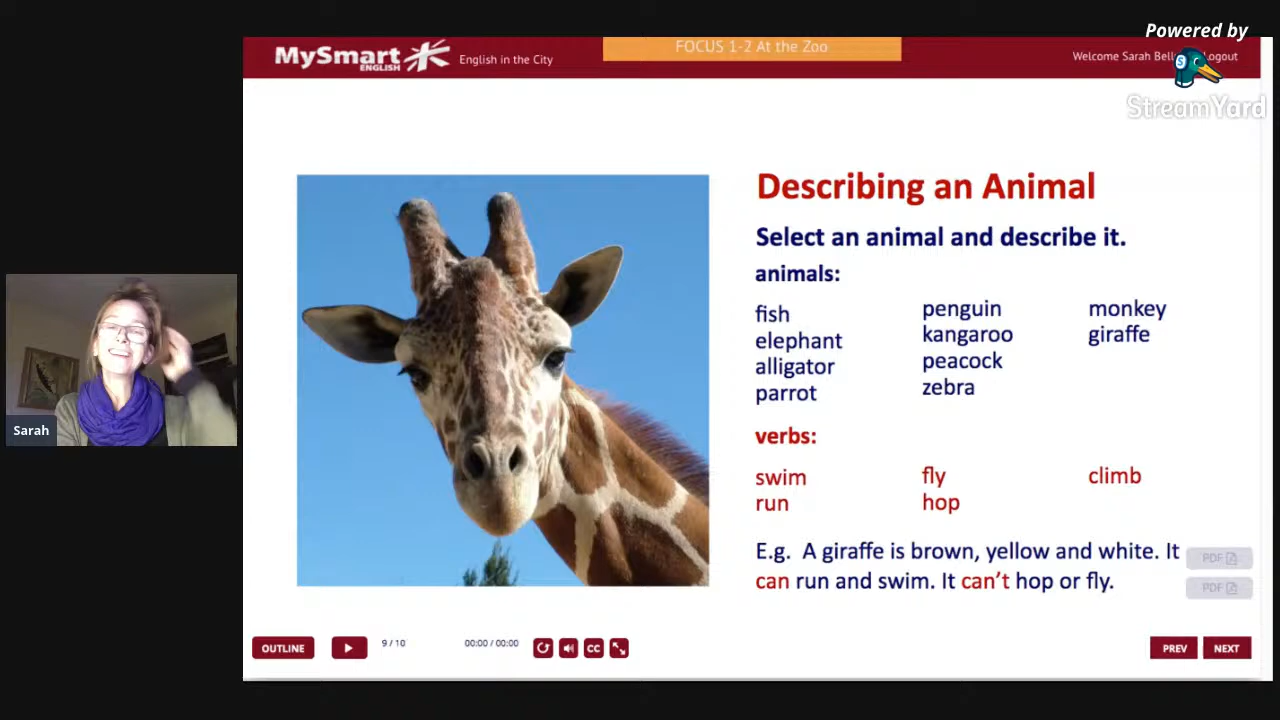 Powered by
StreamYard
MySmart
ENGLISH
English in the City
FOCUS 1-2 At the Zoo
Welcome Sarah
Describing an Animal
Select an animal and describe it.
animals:
fish penguin monkey
elephant kangaroo giraffe
alligator peacock
parrot zebra
verbs:
swim fly climb
run hop
E.g. A giraffe is brown, yellow and white. It
can run and swim. It can't hop or fly.
PDF
PDF
Sarah
OUTLINE
9 / 10
00:00 / 00:00
CC
PREV
NEXT